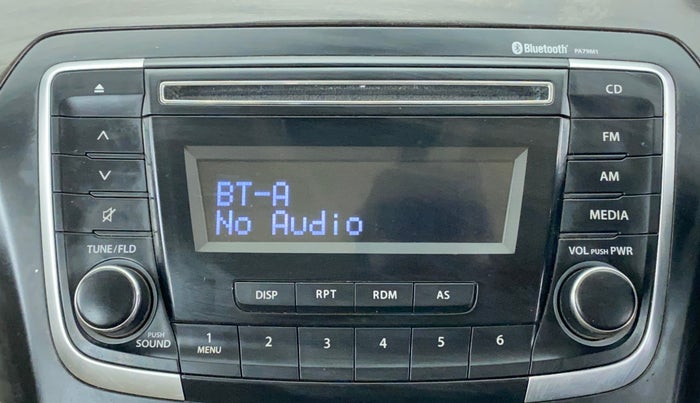 Bluetooth PA79M1
CD
FM
AM
MEDIA
BT-A
No Audio
TUNE/FLD
VOL PUSH PWR
DISP RPT RDM AS
PUSH
SOUND
1 2 3 4 5 6
MENU